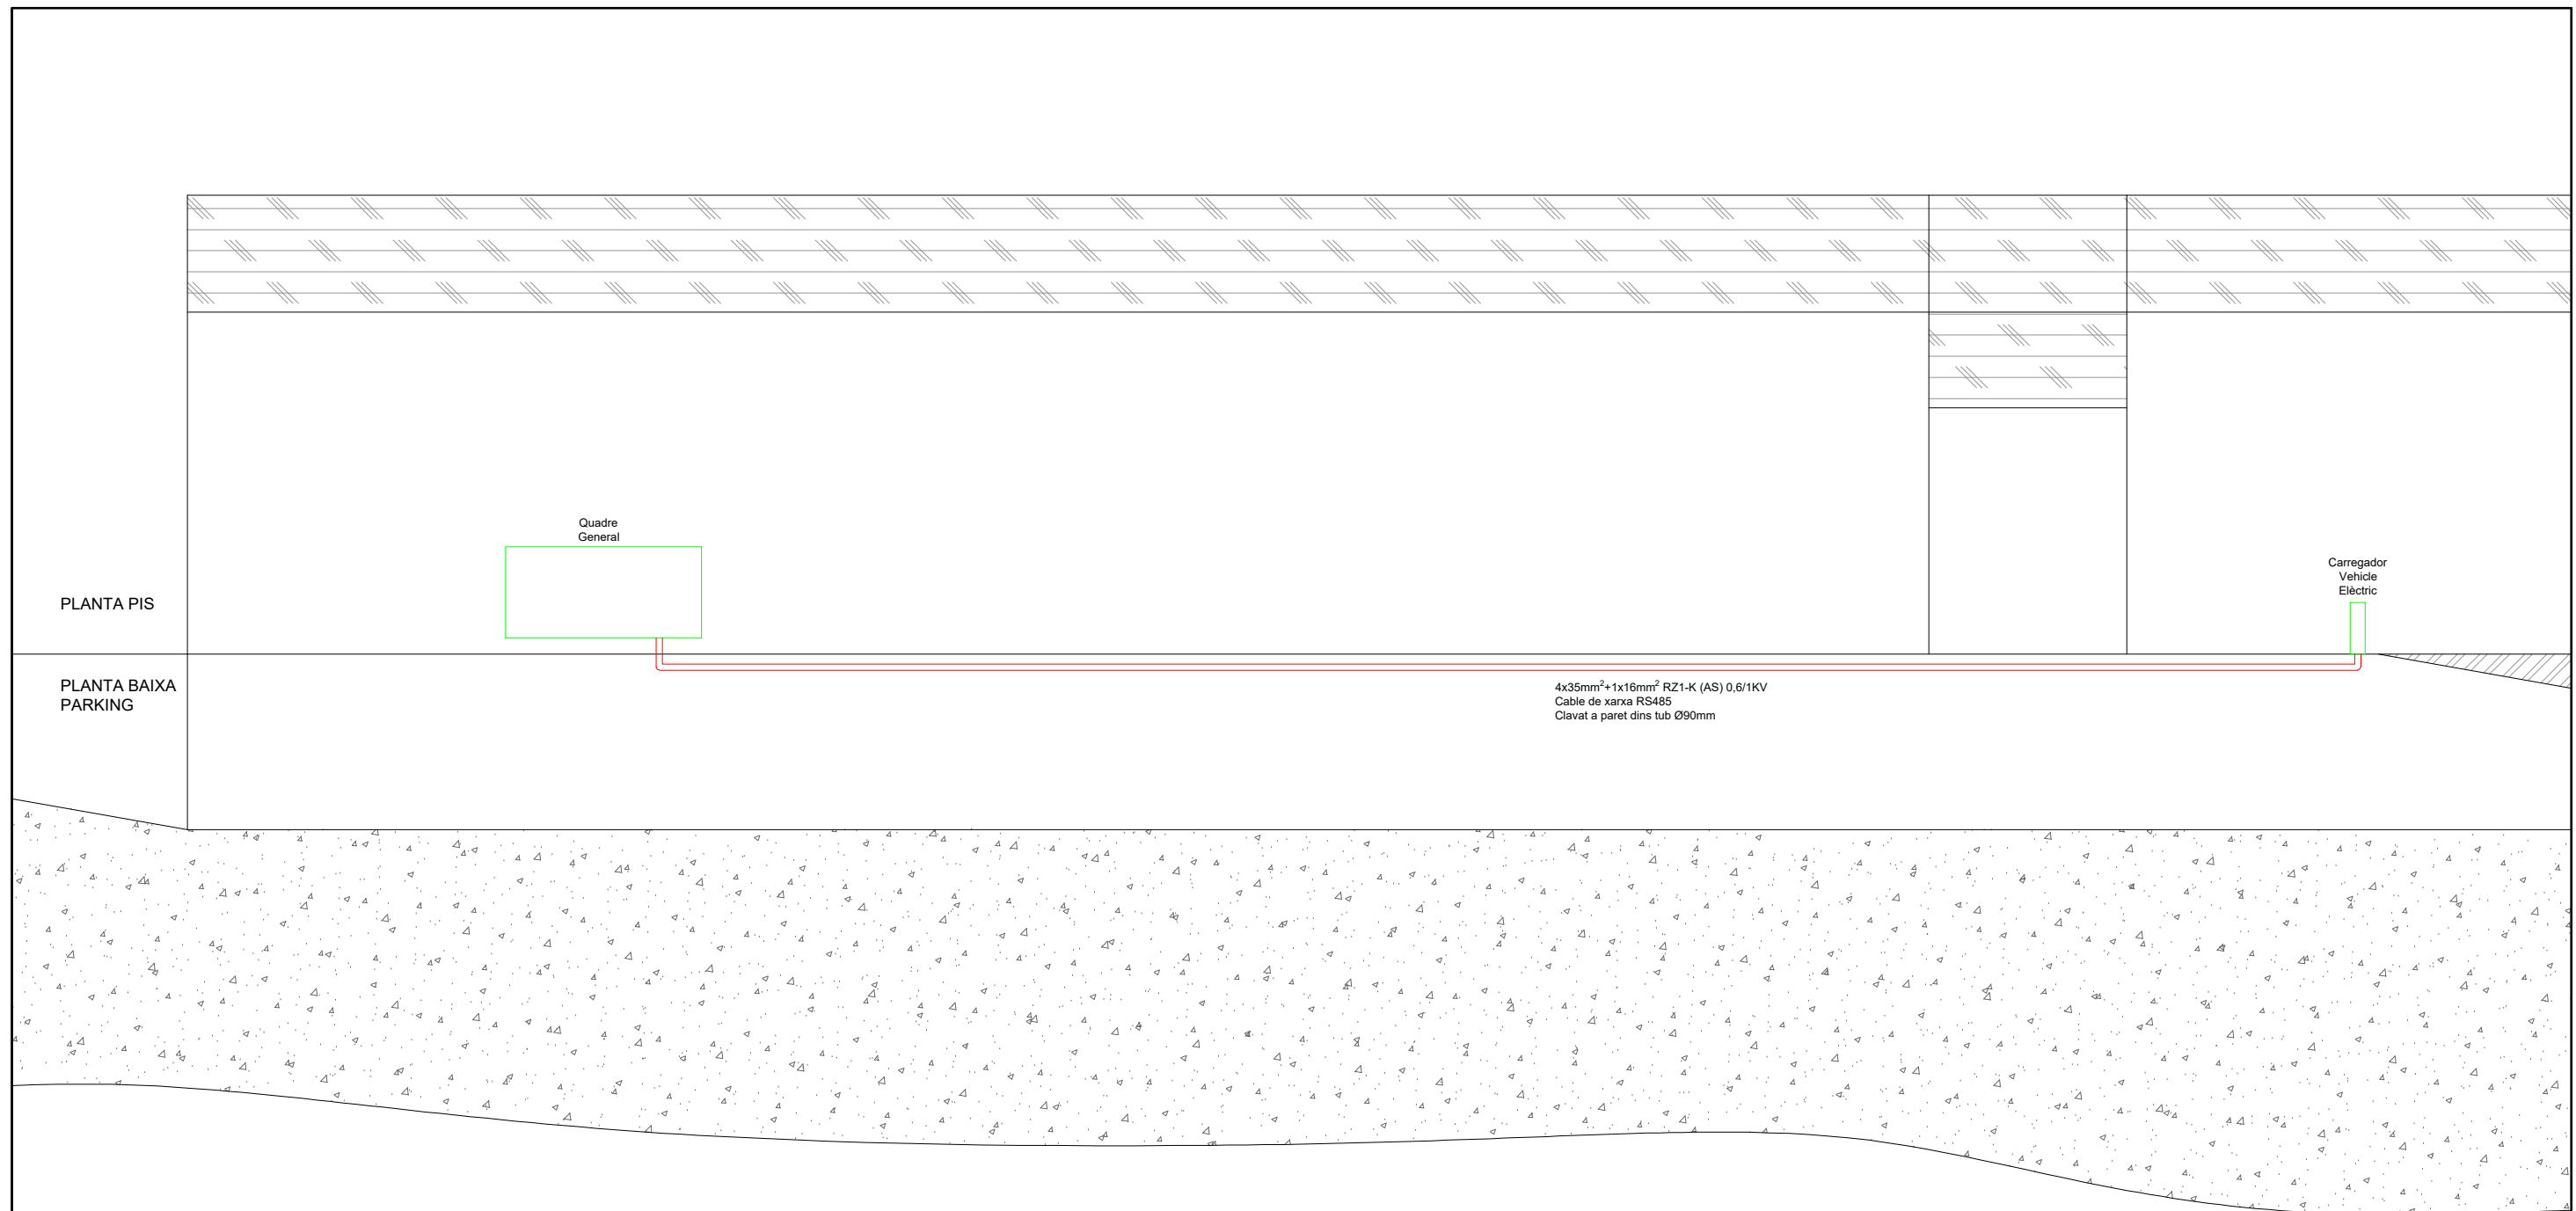 Quadre
General
Carregador
Vehicle
Elèctric
PLANTA PIS
PLANTA BAIXA
PARKING
4x35mm²+1x16mm² RZ1-K (AS) 0,6/1KV
Cable de xarxa RS485
Clavat a paret dins tub Ø90mm